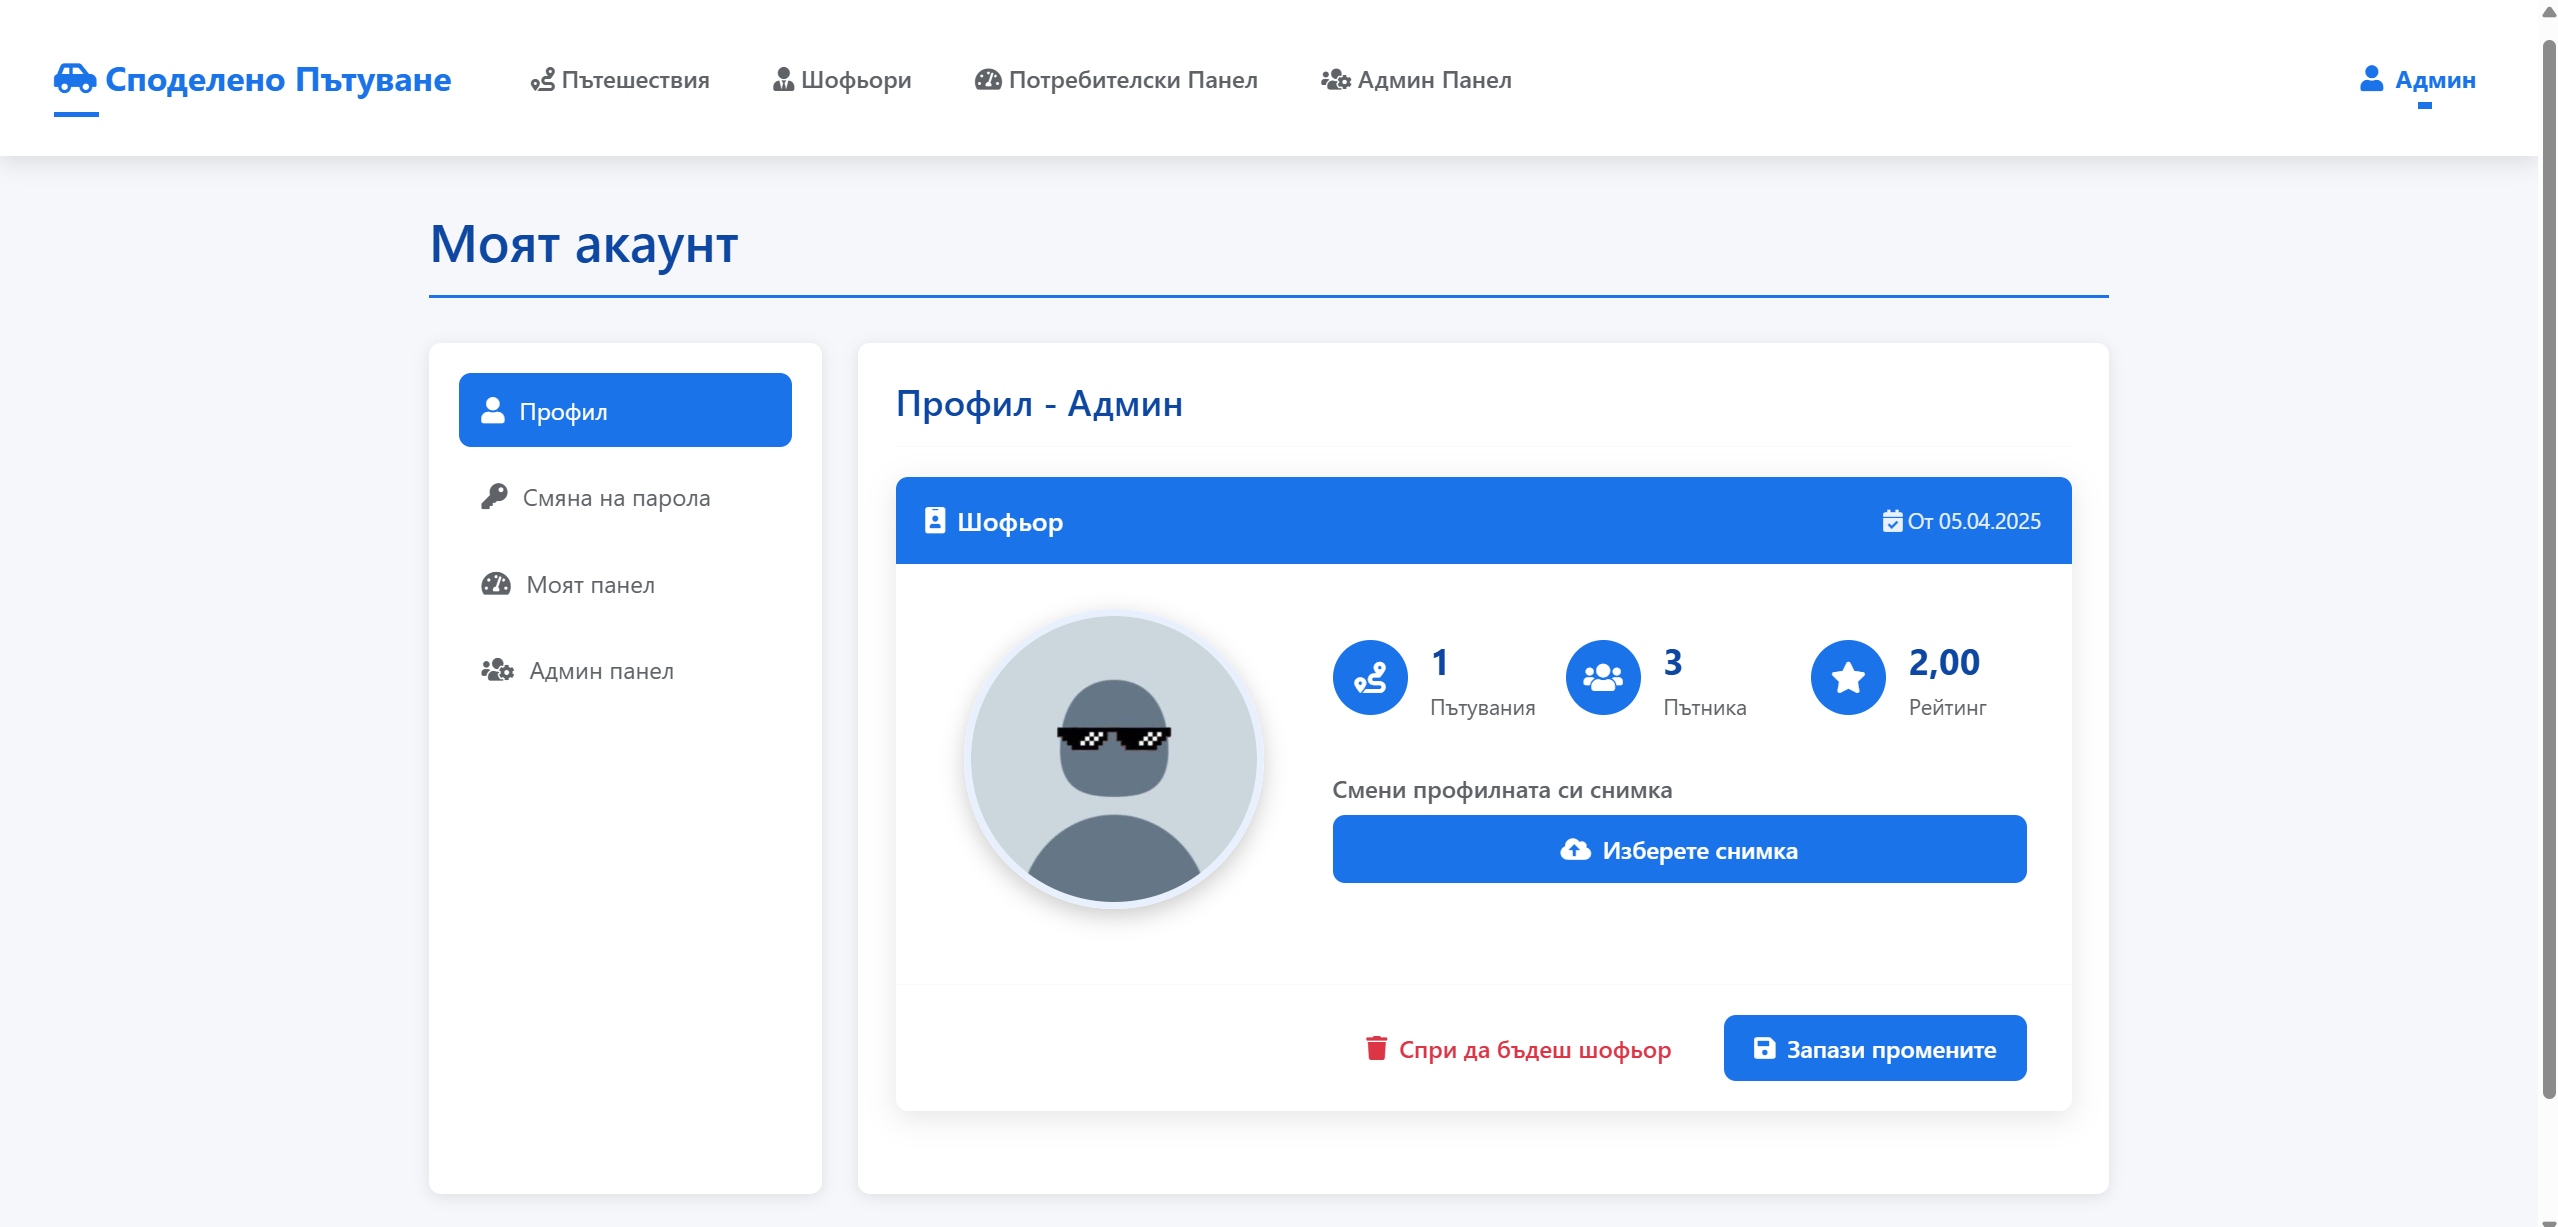 Споделено Пътуване
Пътешествия
Шофьори
Потребителски Панел
Админ Панел
Админ
Моят акаунт
Профил
Смяна на парола
Моят панел
Админ панел
Профил - Админ
Шофьор
От 05.04.2025
1
Пътувания
3
Пътника
2,00
Рейтинг
Смени профилната си снимка
Изберете снимка
Спри да бъдеш шофьор
Запази промените